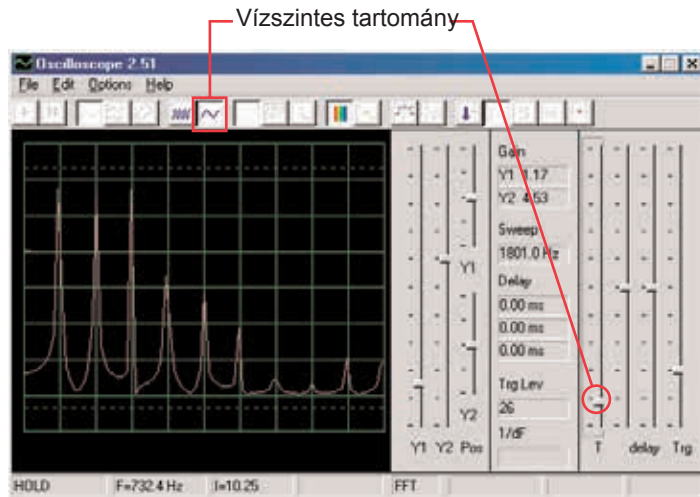 Vízszintes tartomány
Oscilloscope 2.51
File Edit Options Help
Gain
Y1 1.17
Y2 4.53
Sweep
1801.0 Hz
Y1
Delay
0.00 ms
0.00 ms
0.00 ms
Trg Lev
26
Y2
1/dF
Y1 Y2 Pos
T delay Trg
HOLD F=732.4 Hz I=10.25 FFT